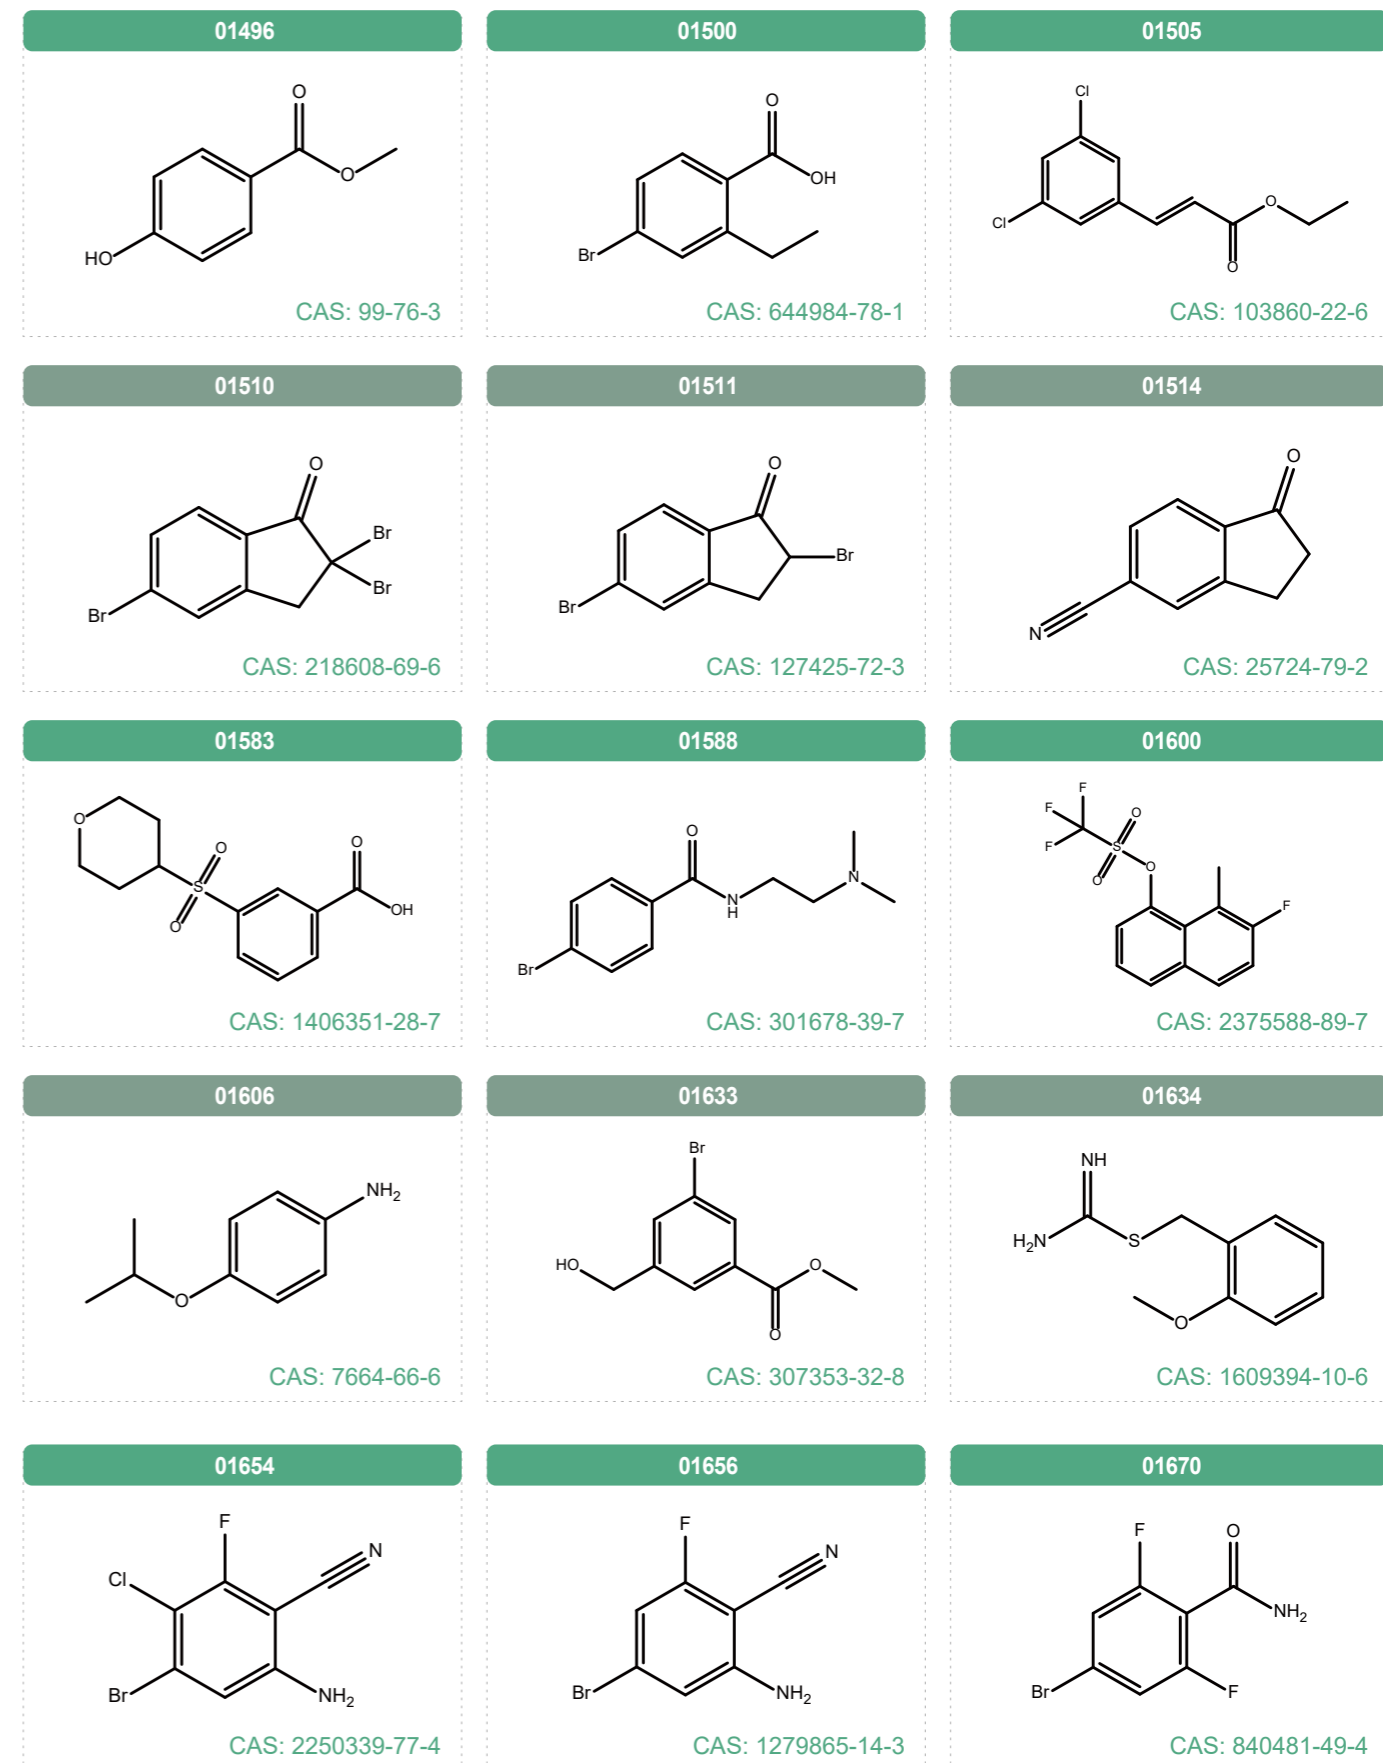 01496
01500
01505
O
O
HO
CAS: 99-76-3
O
OH
Br
CAS: 644984-78-1
Cl
Cl
O
O
CAS: 103860-22-6
01510
01511
01514
O
Br
Br
Br
CAS: 218608-69-6
O
Br
Br
CAS: 127425-72-3
O
N
CAS: 25724-79-2
01583
01588
01600
O
O
S
O
O
OH
CAS: 1406351-28-7
O
N
H
N
Br
CAS: 301678-39-7
F
F
F
O
S
O
O
F
CAS: 2375588-89-7
01606
01633
01634
NH2
O
CAS: 7664-66-6
Br
HO
O
O
CAS: 307353-32-8
NH
H2N
S
O
CAS: 1609394-10-6
01654
01656
01670
F
Cl
N
Br
NH2
CAS: 2250339-77-4
F
N
Br
NH2
CAS: 1279865-14-3
F
O
NH2
Br
F
CAS: 840481-49-4